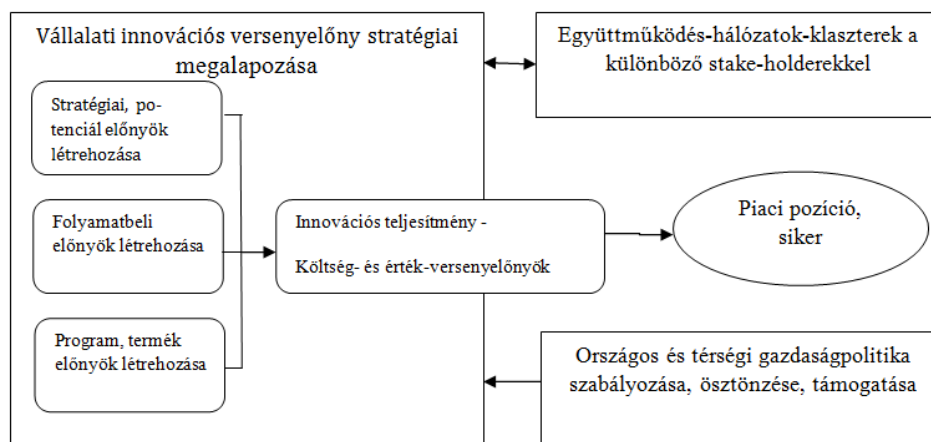 Vállalati innovációs versenyelőny stratégiai
megalapozása
Stratégiai, po-
tenciál előnyök
létrehozása
Folyamatbeli
előnyök létrehozása
Program, termék
előnyök létrehozása
Innovációs teljesítmény -
Költség- és érték-versenyelőnyök
Együttműködés-hálózatok-klaszterek a
különböző stake-holderekkel
Piaci pozíció,
siker
Országos és térségi gazdaságpolitika
szabályozása, ösztönzése, támogatása